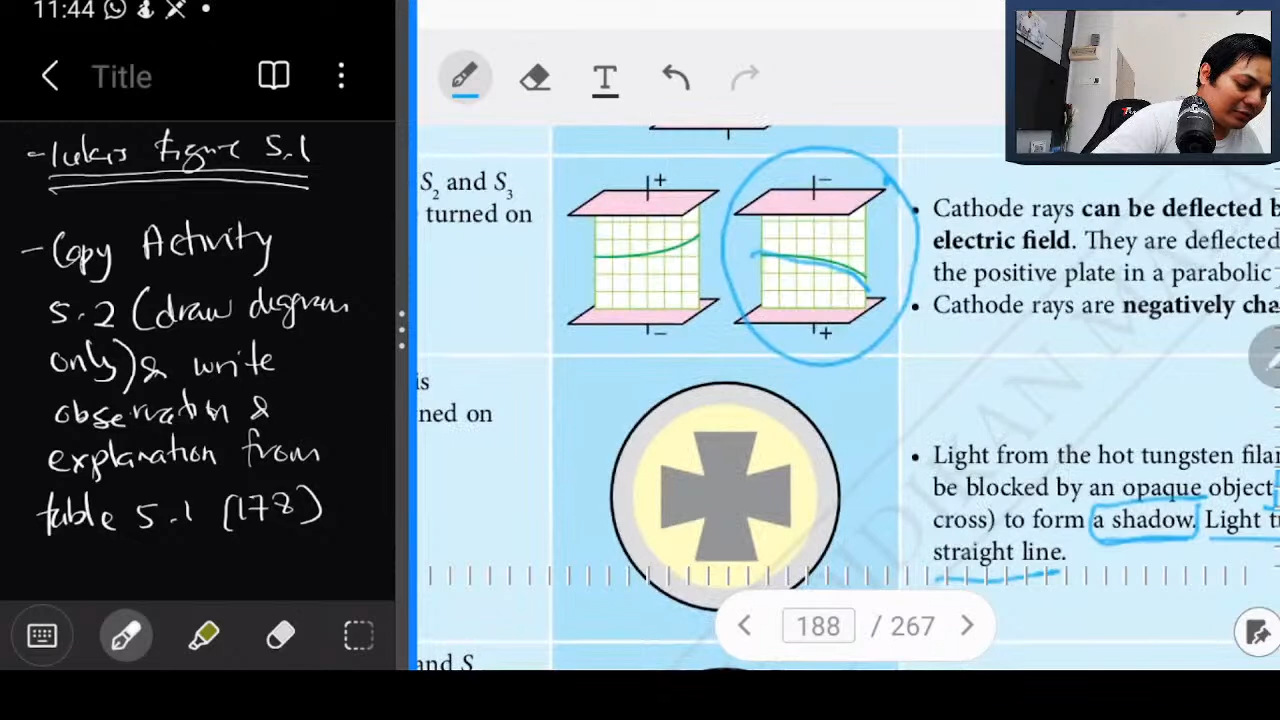 11:44
Title
- lukis figure 5.1
- Copy Activity
5.2 (draw diagram
only) & write
observation &
explanation from
table 5.1 (178)
T
S2 and S3
turned on
+
−
−
+
• Cathode rays can be deflected b
electric field. They are deflected
the positive plate in a parabolic
• Cathode rays are negatively cha
is
ned on
• Light from the hot tungsten fila
be blocked by an opaque object
cross) to form a shadow. Light t
straight line.
188 / 267
and S